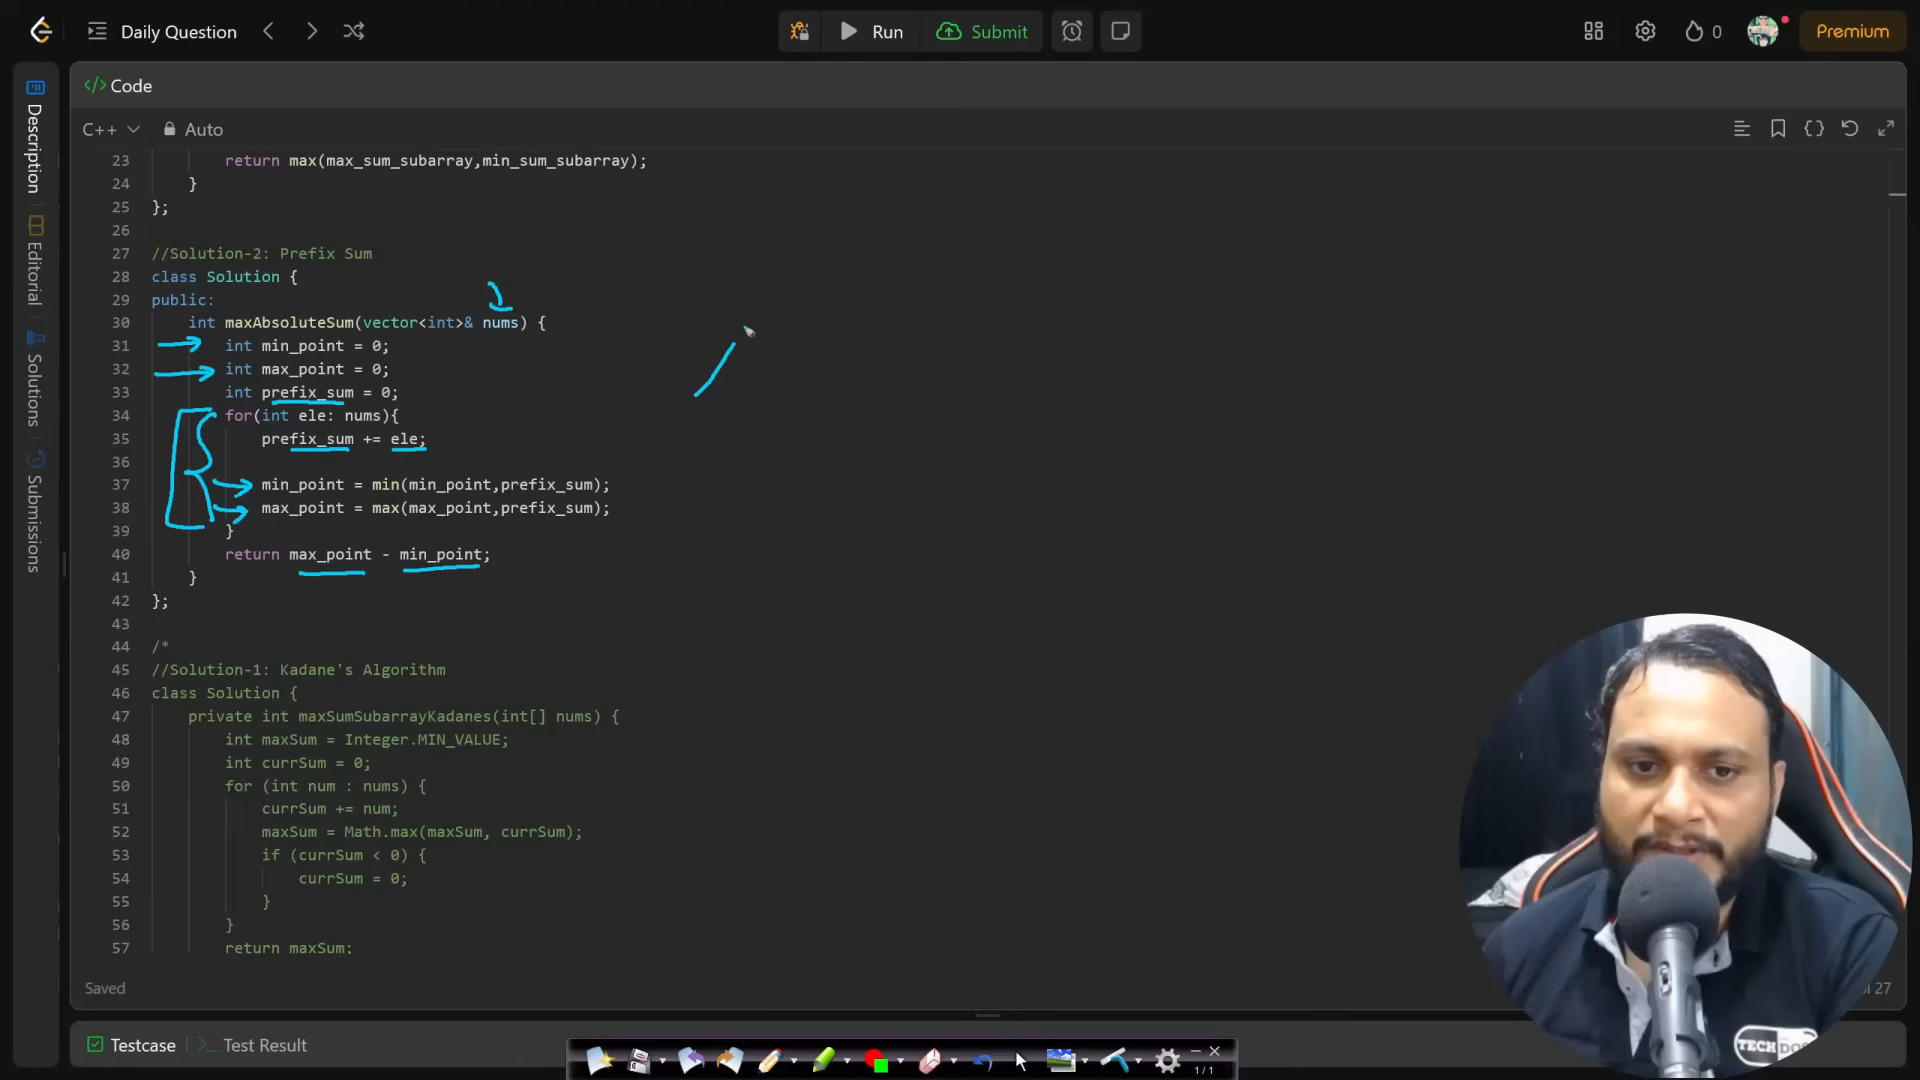 Daily Question
Run
Submit
0
Premium
Description
Editorial
Solutions
Submissions
</> Code
C++
Auto
23 return max(max_sum_subarray,min_sum_subarray);
24 }
25 };
26
27 //Solution-2: Prefix Sum
28 class Solution {
29 public:
30 int maxAbsoluteSum(vector<int>& nums) {
31 int min_point = 0;
32 int max_point = 0;
33 int prefix_sum = 0;
34 for(int ele: nums){
35 prefix_sum += ele;
36
37 min_point = min(min_point,prefix_sum);
38 max_point = max(max_point,prefix_sum);
39 }
40 return max_point - min_point;
41 }
42 };
43
44 /*
45 //Solution-1: Kadane's Algorithm
46 class Solution {
47 private int maxSumSubarrayKadanes(int[] nums) {
48 int maxSum = Integer.MIN_VALUE;
49 int currSum = 0;
50 for (int num : nums) {
51 currSum += num;
52 maxSum = Math.max(maxSum, currSum);
53 if (currSum < 0) {
54 currSum = 0;
55 }
56 }
57 return maxSum;
Saved
27
Testcase
Test Result
1/1
TECH DOS